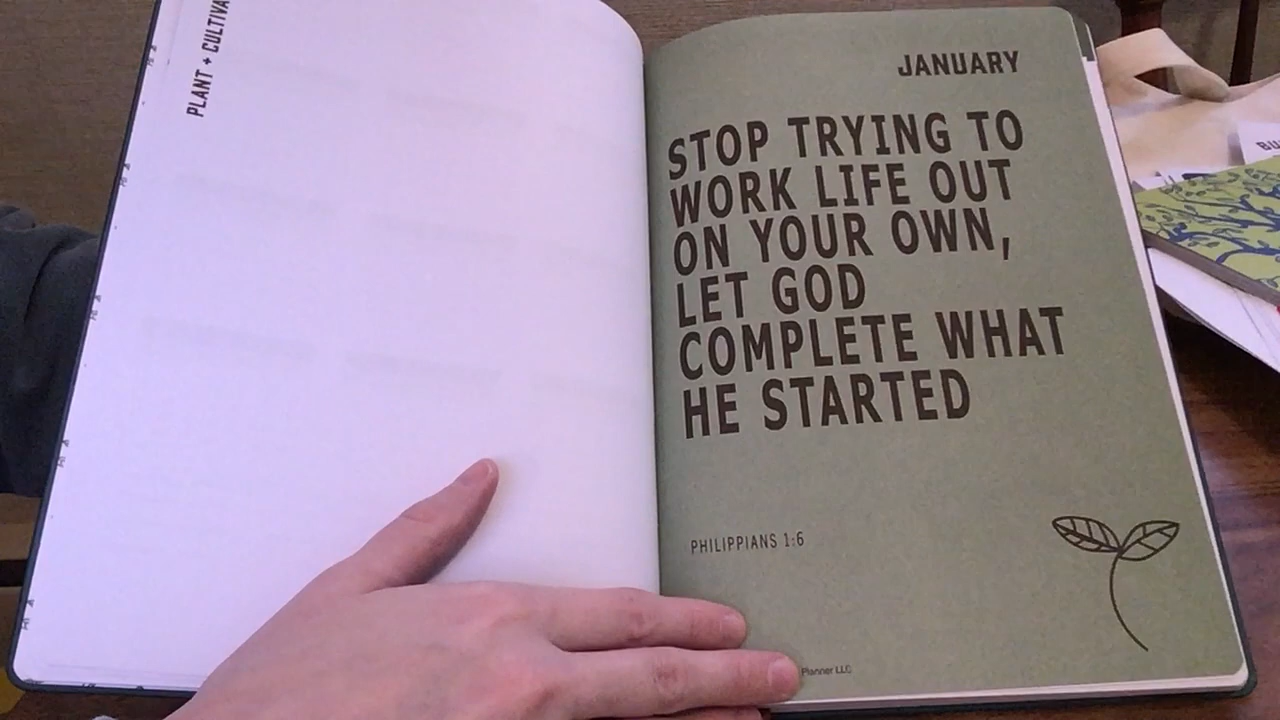 PLANT + CULTIVA
JANUARY
STOP TRYING TO
WORK LIFE OUT
ON YOUR OWN,
LET GOD
COMPLETE WHAT
HE STARTED
PHILIPPIANS 1:6
Planner LLC
BU